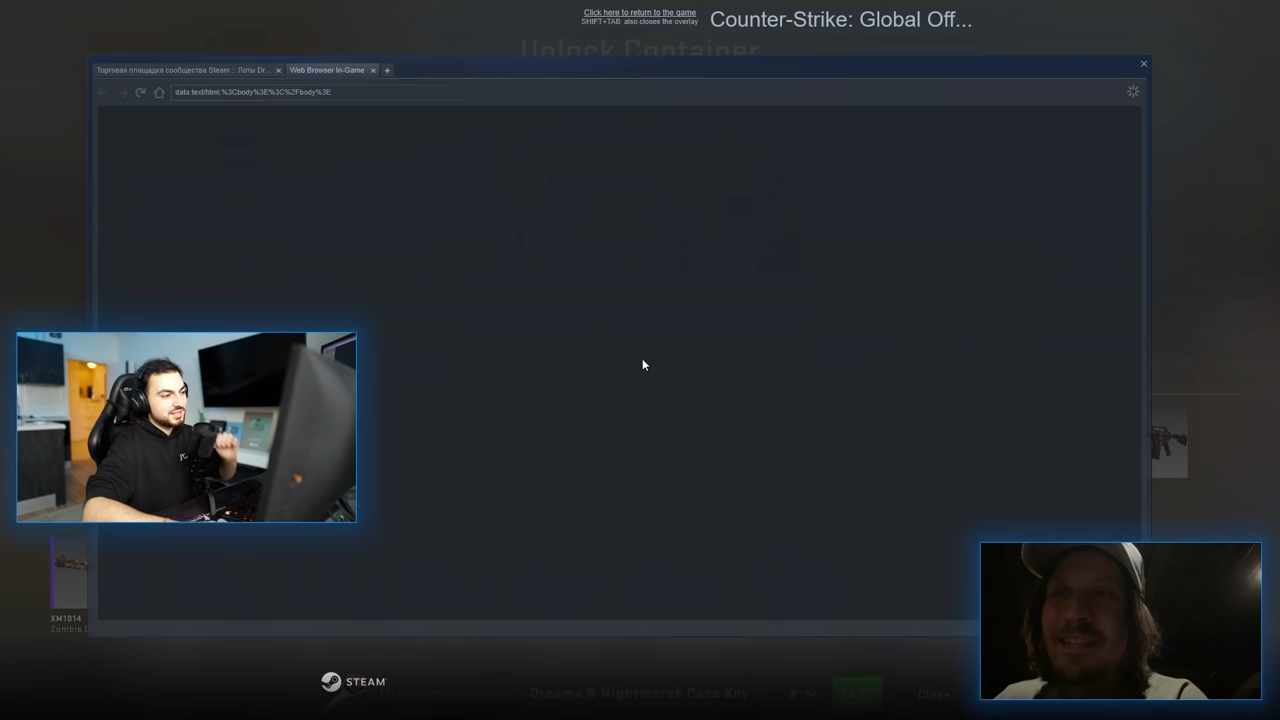 Click here to return to the game
SHIFT+TAB also closes the overlay
Counter-Strike: Global Off...
Unlock Container
Торговая площадка сообщества Steam :: Лоты Dr...
Web Browser In-Game
data:text/html,%3Cbody%3E%3C%2Fbody%3E
XM1014
Zombie
STEAM
Dreams & Nightmares Case Key
2
Close